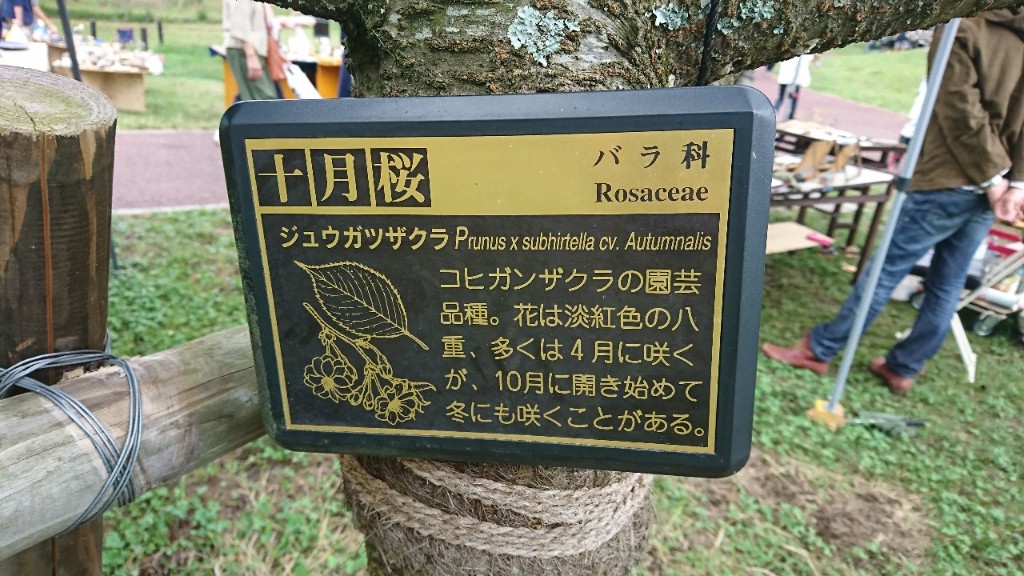 十月桜
バラ科
Rosaceae
ジュウガツザクラ Prunus x subhirtella cv. Autumnalis
コヒガンザクラの園芸
品種。花は淡紅色の八
重、多くは4月に咲く
が、10月に開き始めて
冬にも咲くことがある。